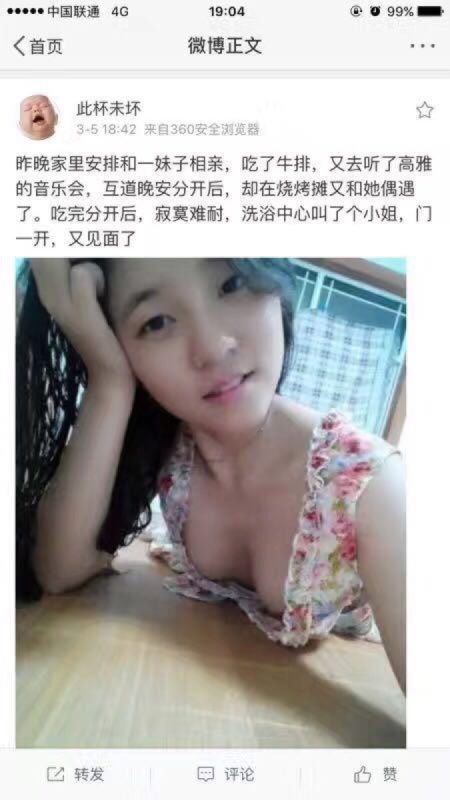 中国联通 4G 19:04 99%
首页 微博正文
此杯未坏
3-5 18:42 来自360安全浏览器
昨晚家里安排和一妹子相亲，吃了牛排，又去听了高雅
的音乐会，互道晚安分开后，却在烧烤摊又和她偶遇
了。吃完分开后，寂寞难耐，洗浴中心叫了个小姐，门
一开，又见面了
转发 评论 赞